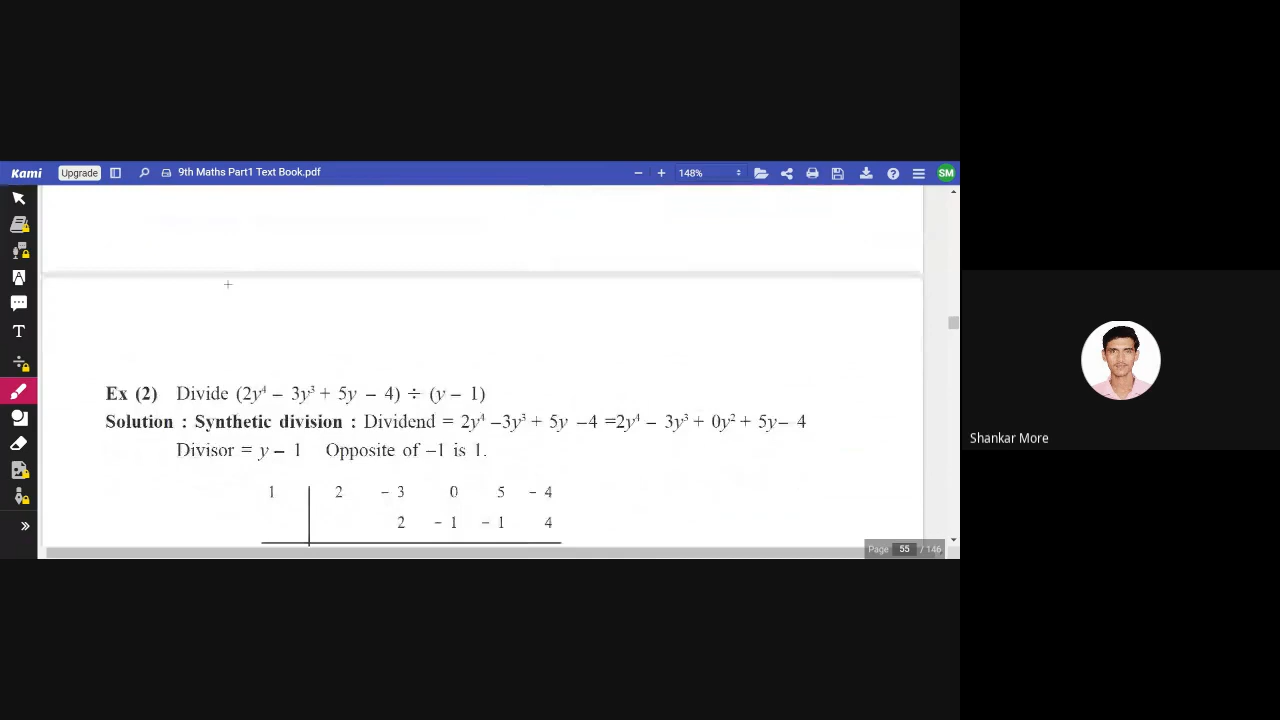 Kami Upgrade 9th Maths Part1 Text Book.pdf − + 148% SM
T
Ex (2) Divide (2y⁴ − 3y³ + 5y − 4) ÷ (y − 1)
Solution : Synthetic division : Dividend = 2y⁴ −3y³ + 5y −4 =2y⁴ − 3y³ + 0y² + 5y− 4
Divisor = y − 1 Opposite of −1 is 1.
1 2 − 3 0 5 − 4
2 − 1 − 1 4
Page 55 / 146
Shankar More